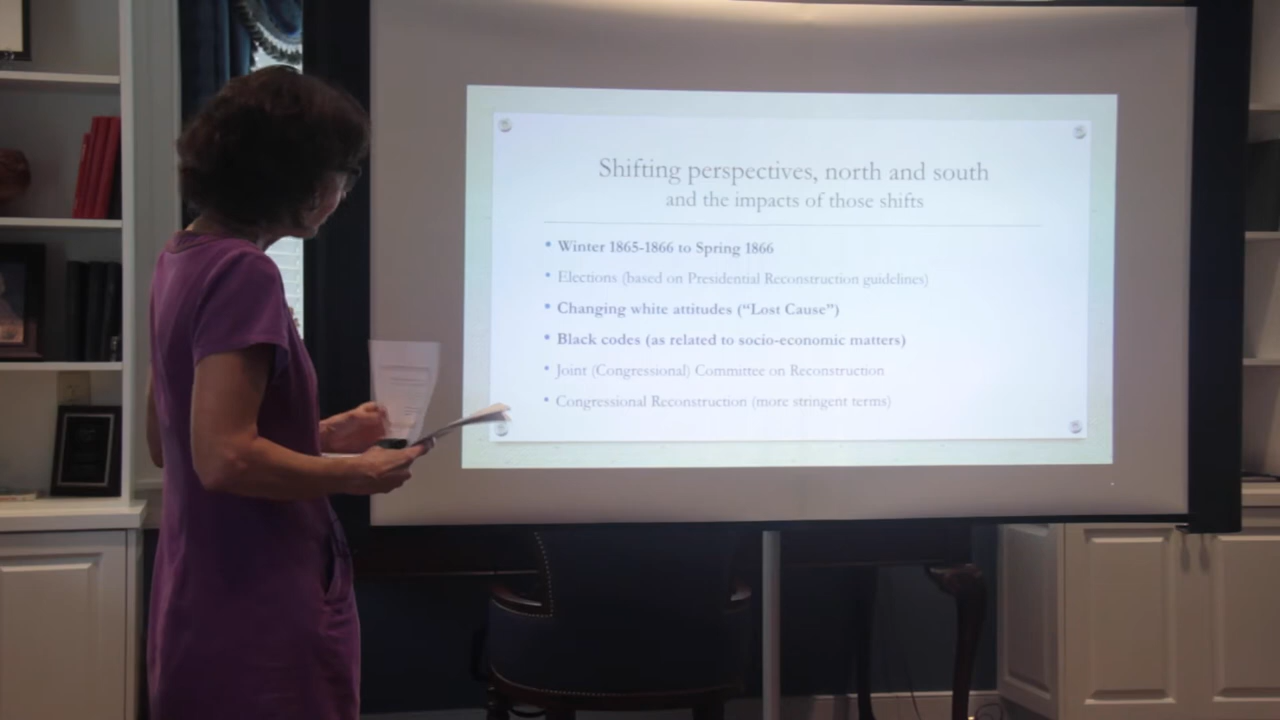 Shifting perspectives, north and south
and the impacts of those shifts
• Winter 1865-1866 to Spring 1866
• Elections (based on Presidential Reconstruction guidelines)
• Changing white attitudes (“Lost Cause”)
• Black codes (as related to socio-economic matters)
• Joint (Congressional) Committee on Reconstruction
• Congressional Reconstruction (more stringent terms)